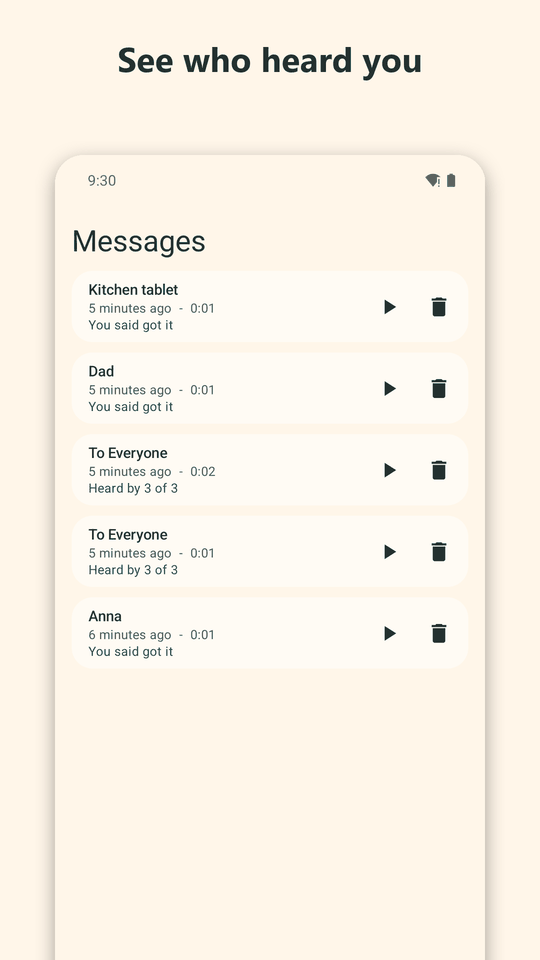 See who heard you
9:30
Messages
Kitchen tablet
5 minutes ago - 0:01
You said got it
Dad
5 minutes ago - 0:01
You said got it
To Everyone
5 minutes ago - 0:02
Heard by 3 of 3
To Everyone
5 minutes ago - 0:01
Heard by 3 of 3
Anna
6 minutes ago - 0:01
You said got it